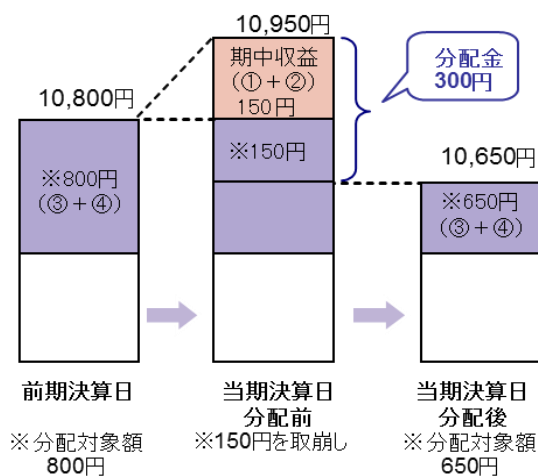 10,800円
※800円
(③+④)
前期決算日
※分配対象額
800円
10,950円
期中収益
(①+②)
150円
※150円
当期決算日
分配前
※150円を取崩し
分配金
300円
10,650円
※650円
(③+④)
当期決算日
分配後
※分配対象額
650円